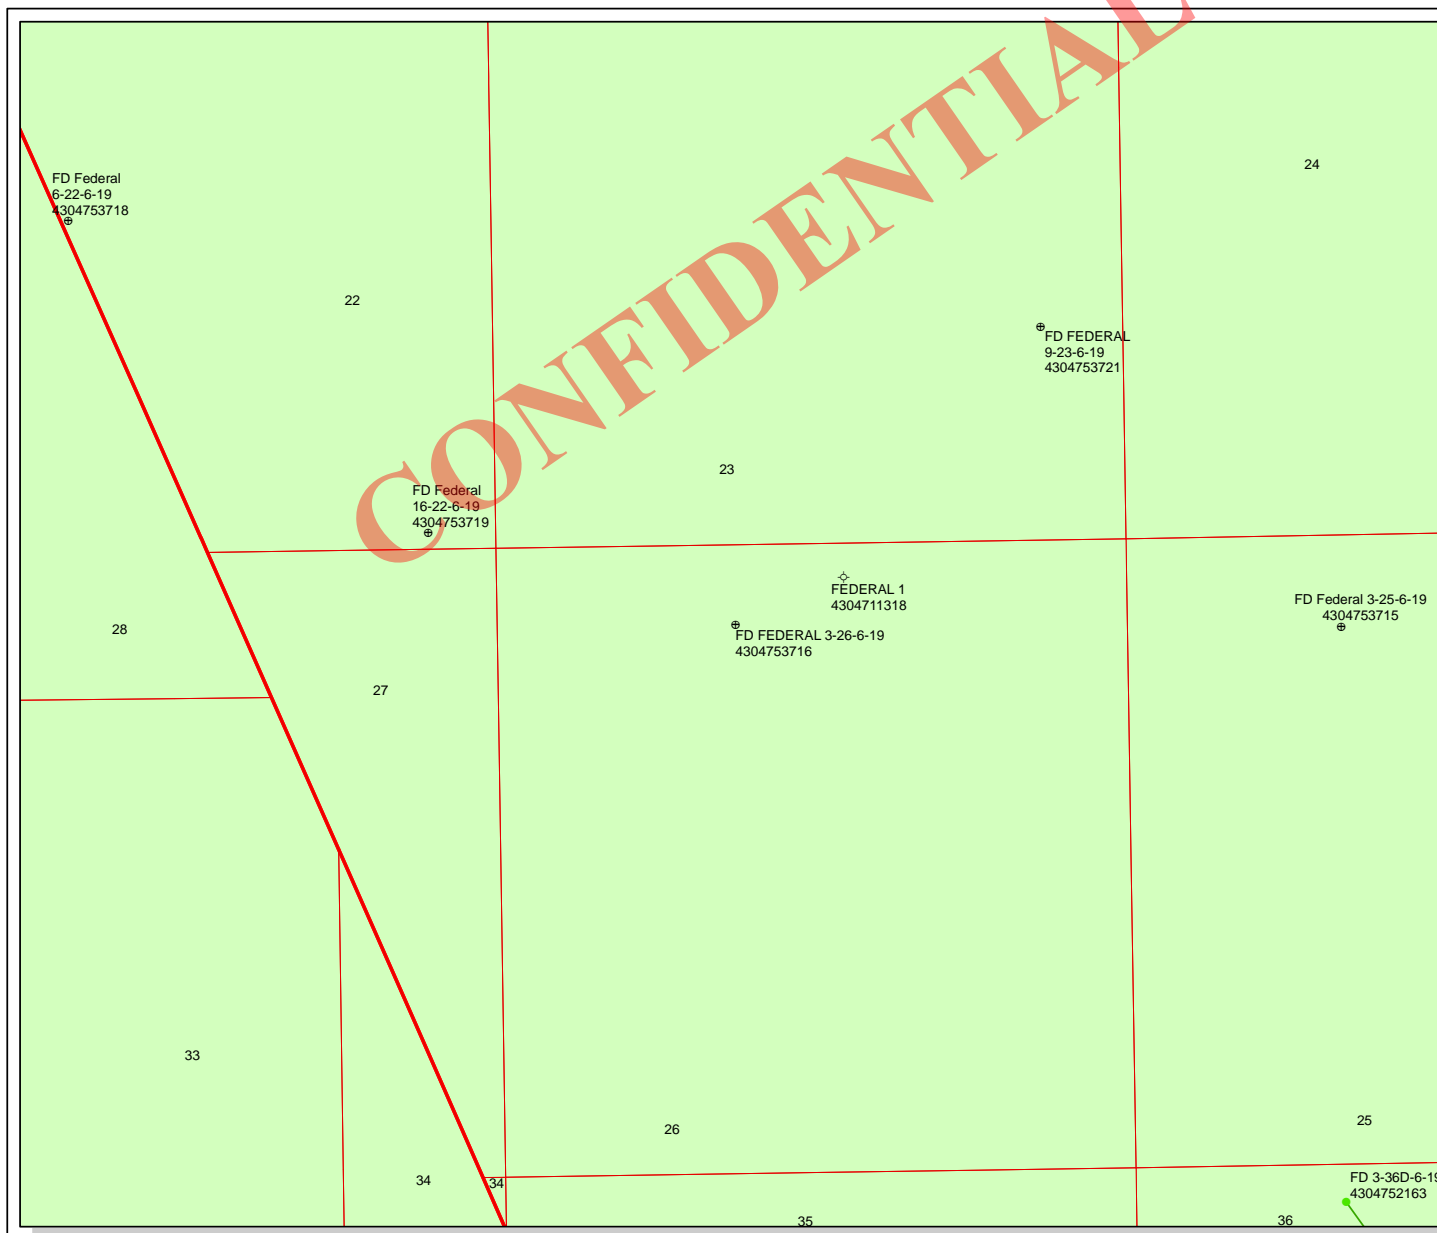 CONFIDENTIAL
24
FD Federal
6-22-6-19
4304753718
22
FD FEDERAL
9-23-6-19
4304753721
23
FD Federal
16-22-6-19
4304753719
FEDERAL 1
4304711318
FD Federal 3-25-6-19
4304753715
28
FD FEDERAL 3-26-6-19
4304753716
27
33
26
25
34
34
FD 3-36D-6-19
4304752163
35
36